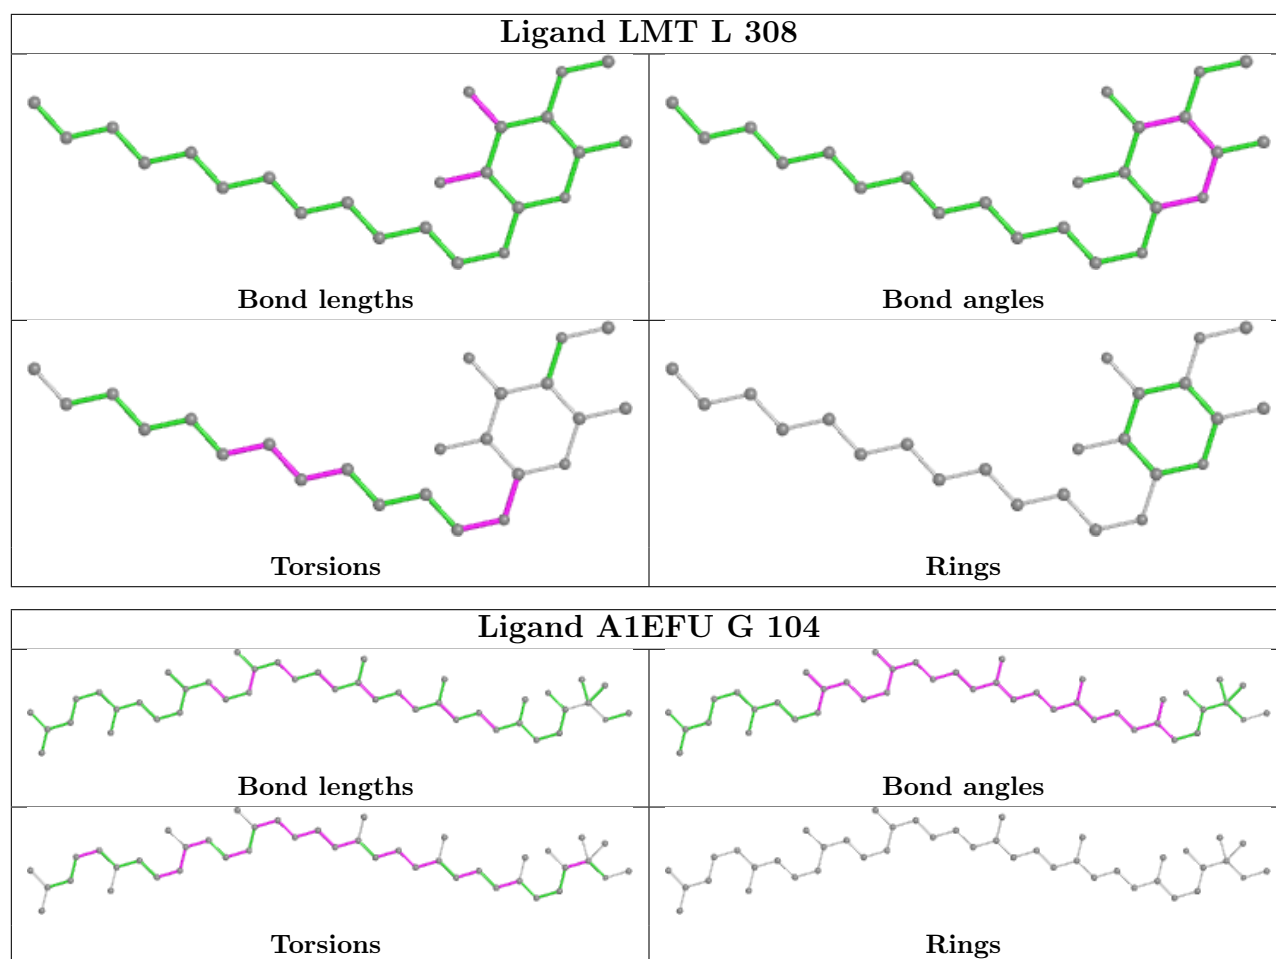 Ligand LMT L 308
Bond lengths
Bond angles
Torsions
Rings
Ligand A1EFU G 104
Bond lengths
Bond angles
Torsions
Rings